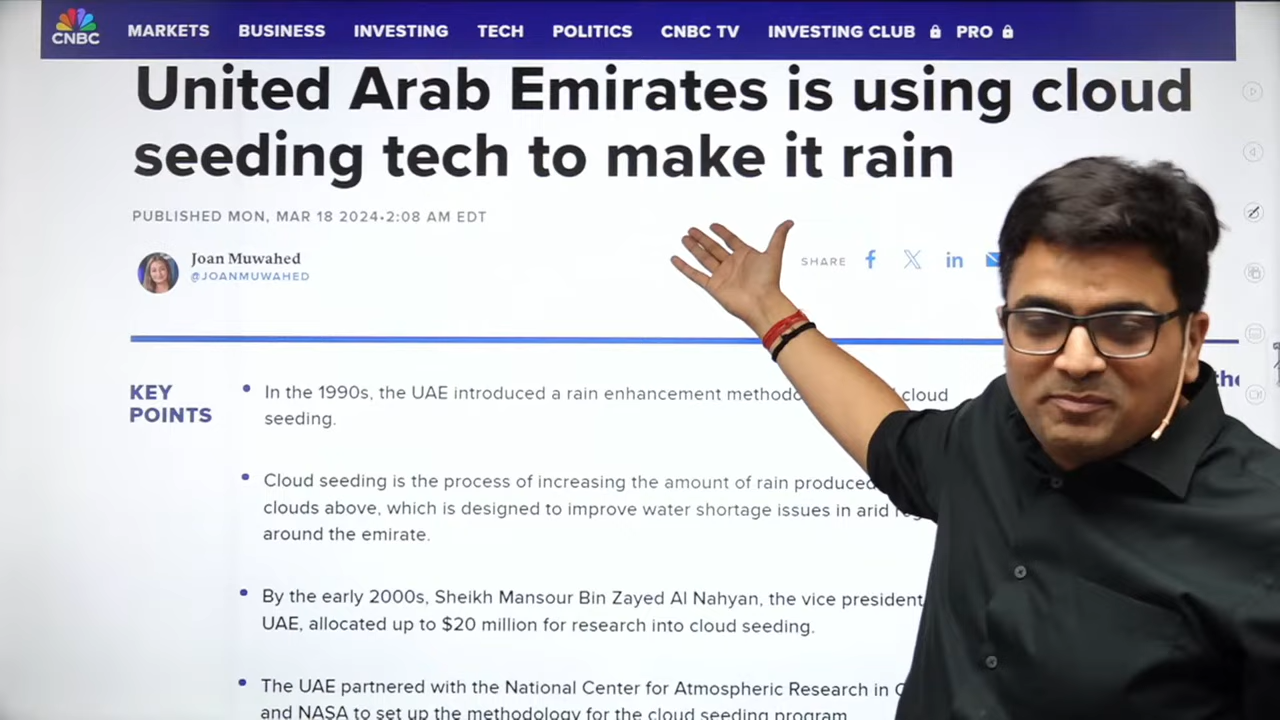 CNBC MARKETS BUSINESS INVESTING TECH POLITICS CNBC TV INVESTING CLUB PRO
United Arab Emirates is using cloud
seeding tech to make it rain
PUBLISHED MON, MAR 18 2024•2:08 AM EDT
Joan Muwahed
@JOANMUWAHED
SHARE
KEY
POINTS
• In the 1990s, the UAE introduced a rain enhancement cloud
seeding.
• Cloud seeding is the process of increasing the amount of rain produced
clouds above, which is designed to improve water shortage issues in arid
around the emirate.
• By the early 2000s, Sheikh Mansour Bin Zayed Al Nahyan, the vice president
UAE, allocated up to $20 million for research into cloud seeding.
• The UAE partnered with the National Center for Atmospheric Research in
and NASA to set up the methodology for the cloud seeding program.